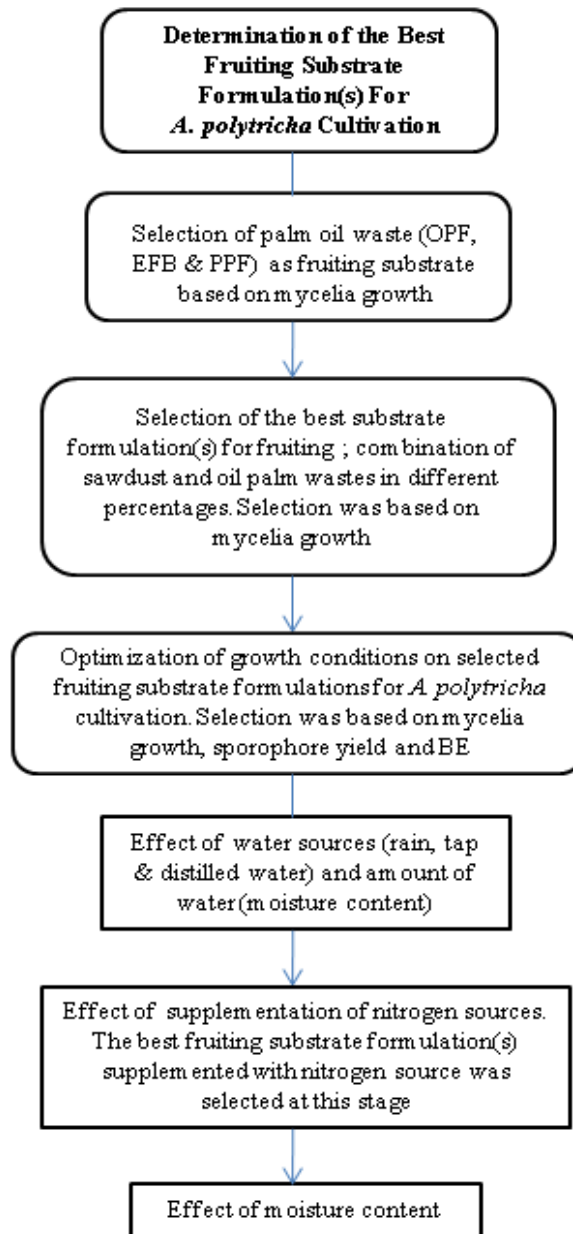 Determination of the Best
Fruiting Substrate
Formulation(s) For
A. polytricha Cultivation
Selection of palm oil waste (OPF,
EFB & PPF) as fruiting substrate
based on mycelia growth
Selection of the best substrate
formulation(s) for fruiting ; combination of
sawdust and oil palm wastes in different
percentages. Selection was based on
mycelia growth
Optimization of growth conditions on selected
fruiting substrate formulations for A. polytricha
cultivation. Selection was based on mycelia
growth, sporophore yield and BE
Effect of water sources (rain, tap
& distilled water) and amount of
water (moisture content)
Effect of supplementation of nitrogen sources.
The best fruiting substrate formulation(s)
supplemented with nitrogen source was
selected at this stage
Effect of moisture content